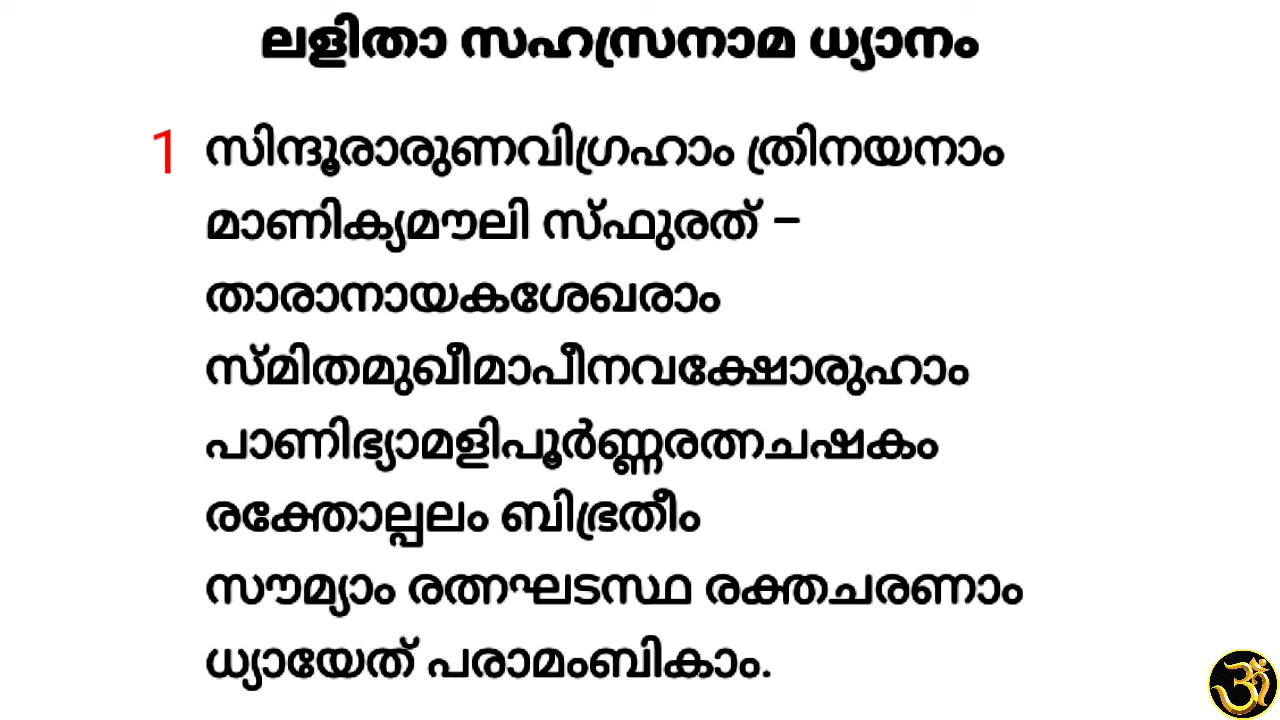 ലളിതാ സഹസ്രനാമ ധ്യാനം
1 സിന്ദൂരാരുണവിഗ്രഹാം ത്രിനയനാം
മാണിക്യമൗലി സ്ഫുരത് –
താരാനായകശേഖരാം
സ്മിതമുഖീമാപീനവക്ഷോരുഹാം
പാണിഭ്യാമളിപൂർണ്ണരത്നചഷകം
രക്തോല്പലം ബിഭ്രതീം
സൗമ്യാം രത്നഘടസ്ഥ രക്തചരണാം
ധ്യായേത് പരാമംബികാം.
ॐ